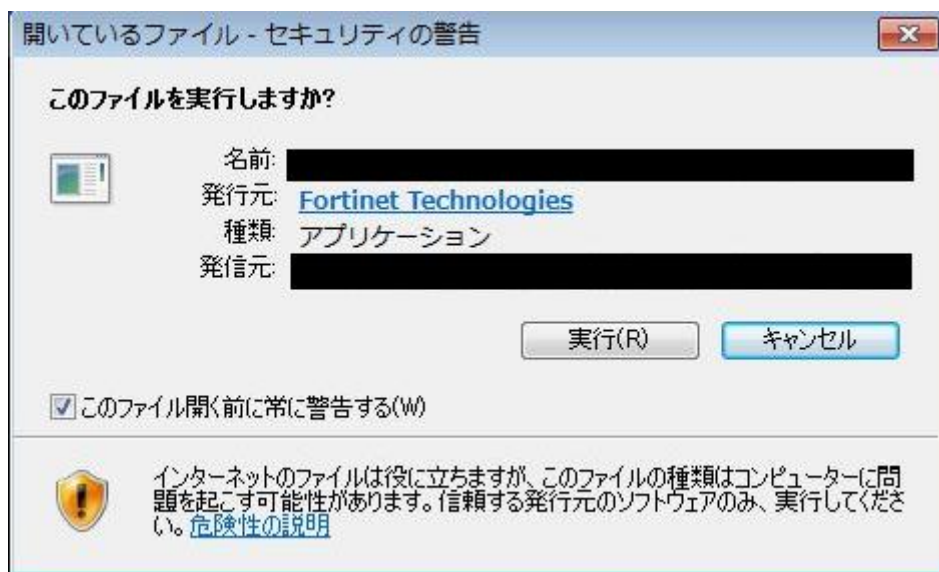 開いているファイル - セキュリティの警告
このファイルを実行しますか?
名前:
発行元: Fortinet Technologies
種類: アプリケーション
発信元:
実行(R) キャンセル
このファイル開く前に常に警告する(W)
インターネットのファイルは役に立ちますが、このファイルの種類はコンピューターに問
題を起こす可能性があります。信頼する発行元のソフトウェアのみ、実行してくださ
い。危険性の説明